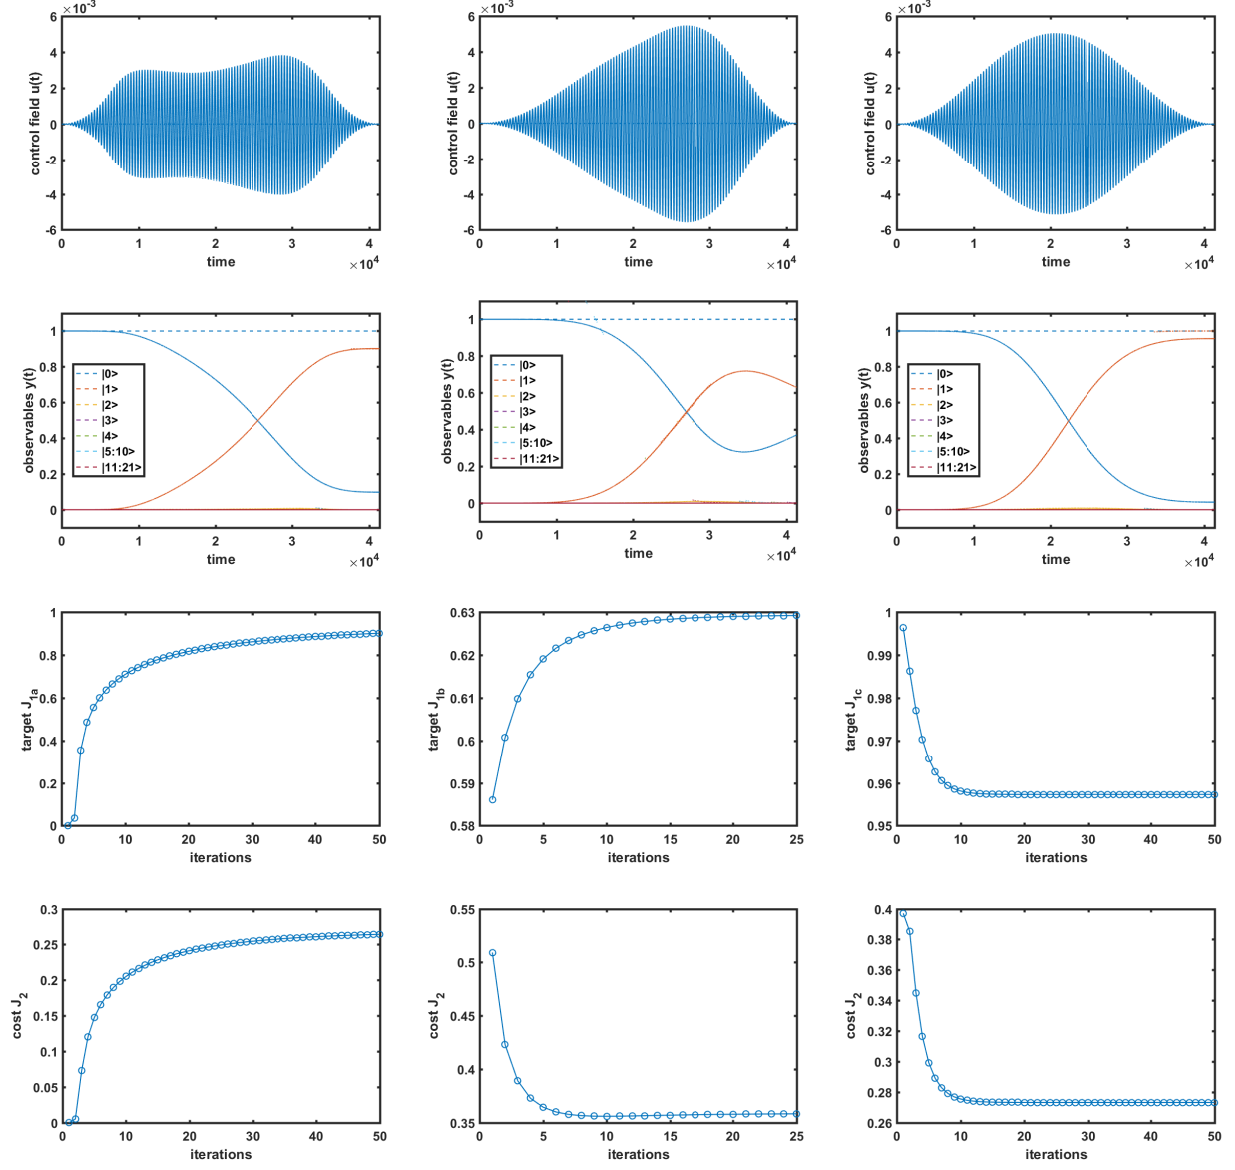 ×10-3
6
4
2
0
-2
-4
-6
control field u(t)
0 1 2 3 4
time
×10 4
×10-3
6
4
2
0
-2
-4
-6
control field u(t)
0 1 2 3 4
time
×10 4
×10-3
6
4
2
0
-2
-4
-6
control field u(t)
0 1 2 3 4
time
×10 4
1
0.8
0.6
0.4
0.2
0
observables y(t)
|0>
|1>
|2>
|3>
|4>
|5:10>
|11:21>
0 1 2 3 4
time
×10 4
1
0.8
0.6
0.4
0.2
0
observables y(t)
|0>
|1>
|2>
|3>
|4>
|5:10>
|11:21>
0 1 2 3 4
time
×10 4
1
0.8
0.6
0.4
0.2
0
observables y(t)
|0>
|1>
|2>
|3>
|4>
|5:10>
|11:21>
0 1 2 3 4
time
×10 4
1
0.8
0.6
0.4
0.2
0
target J1a
0 10 20 30 40 50
iterations
0.63
0.62
0.61
0.6
0.59
0.58
target J1b
0 5 10 15 20 25
iterations
1
0.99
0.98
0.97
0.96
0.95
target J1c
0 10 20 30 40 50
iterations
0.3
0.25
0.2
0.15
0.1
0.05
0
cost J2
0 10 20 30 40 50
iterations
0.55
0.5
0.45
0.4
0.35
cost J2
0 5 10 15 20 25
iterations
0.4
0.38
0.36
0.34
0.32
0.3
0.28
0.26
cost J2
0 10 20 30 40 50
iterations